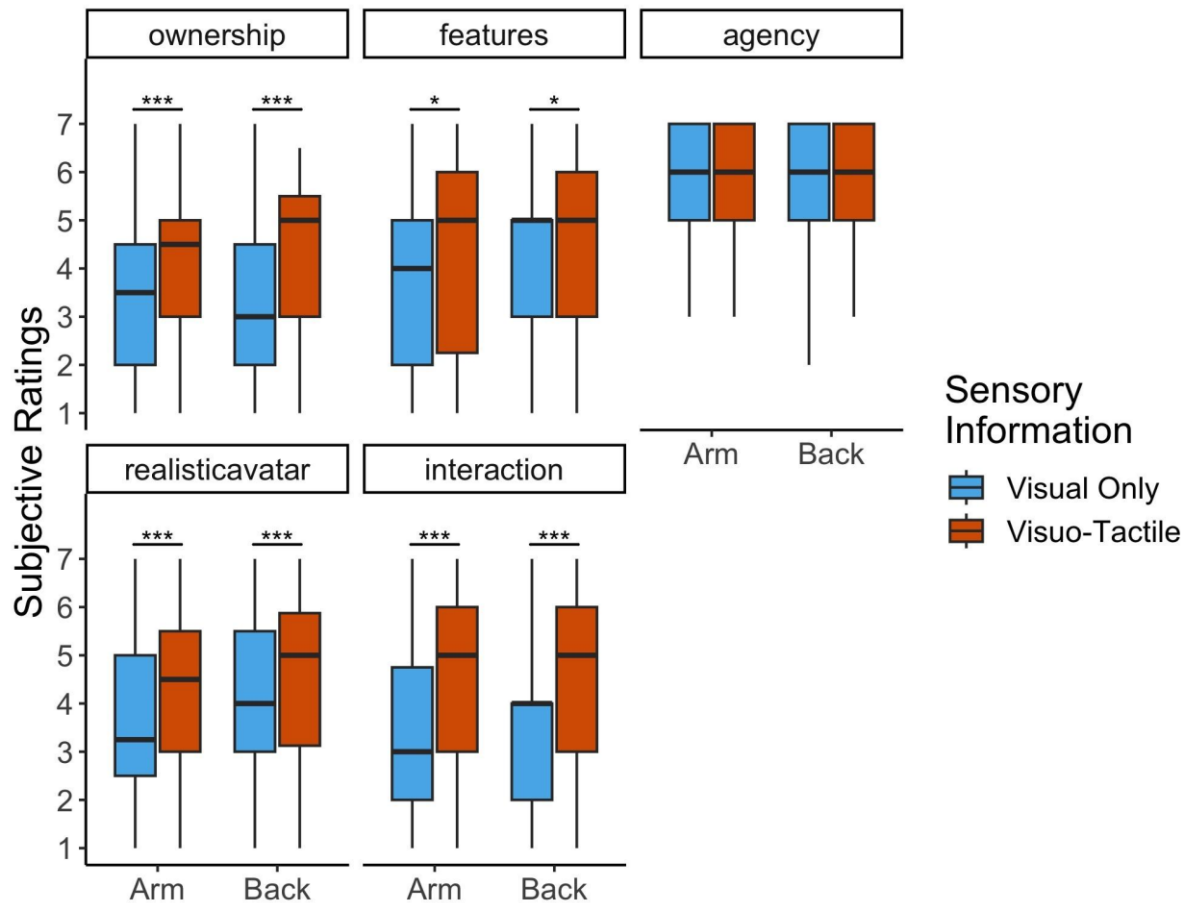 ownership
features
agency
***
***
*
*
7
6
5
4
3
2
1
Arm
Back
realisticavatar
interaction
***
***
***
***
7
6
5
4
3
2
1
Arm
Back
Arm
Back
Subjective Ratings
Sensory
Information
Visual Only
Visuo-Tactile